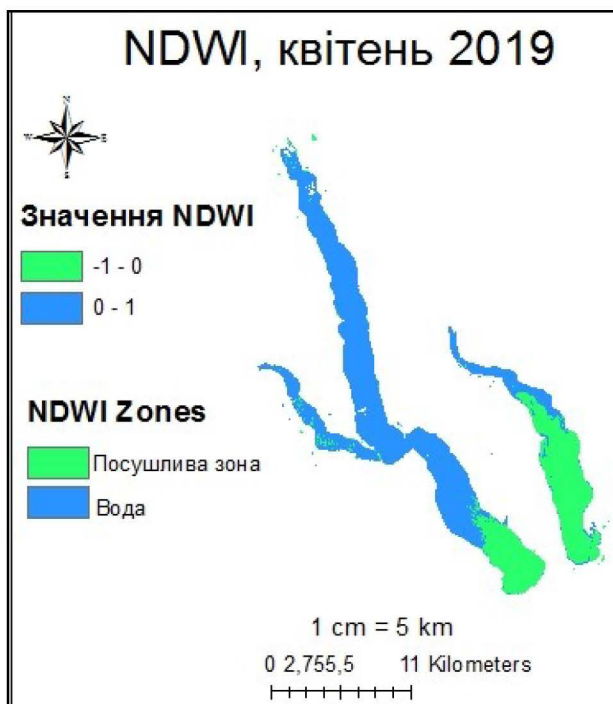 NDWI, квітень 2019
N
W E
S
Значення NDWI
-1 - 0
0 - 1
NDWI Zones
Посушлива зона
Вода
1 cm = 5 km
0 2,755,5 11 Kilometers